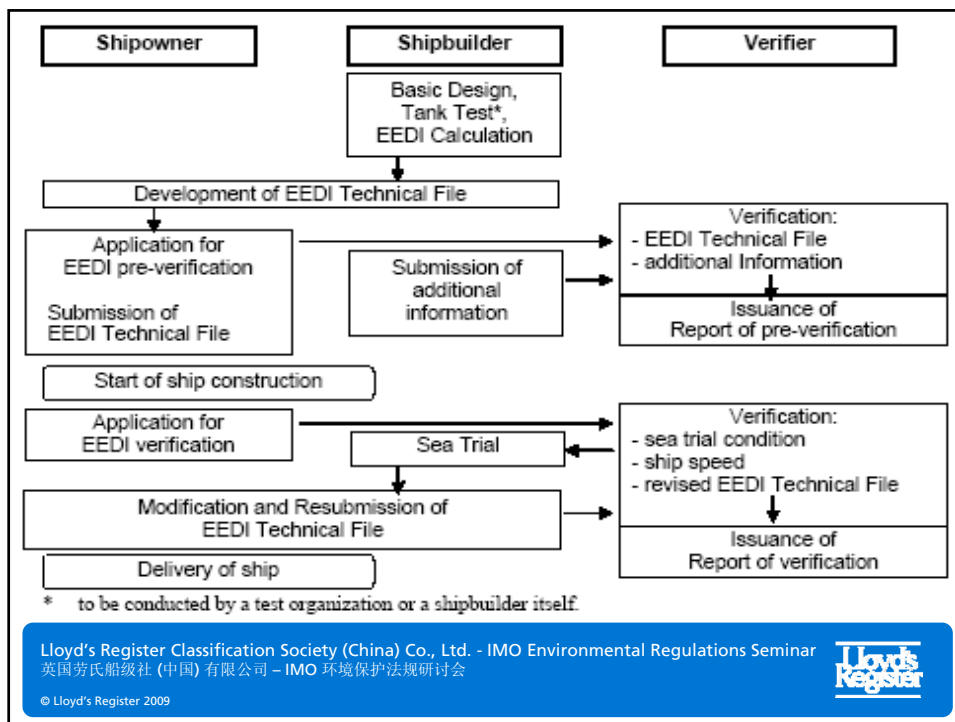 Shipowner
Shipbuilder
Verifier
Basic Design,
Tank Test*,
EEDI Calculation
Development of EEDI Technical File
Application for
EEDI pre-verification
Submission of
EEDI Technical File
Submission of
additional
information
Verification:
- EEDI Technical File
- additional Information
Issuance of
Report of pre-verification
Start of ship construction
Application for
EEDI verification
Sea Trial
Verification:
- sea trial condition
- ship speed
- revised EEDI Technical File
Modification and Resubmission of
EEDI Technical File
Issuance of
Report of verification
Delivery of ship
* to be conducted by a test organization or a shipbuilder itself.
Lloyd's Register Classification Society (China) Co., Ltd. - IMO Environmental Regulations Seminar
英国劳氏船级社 (中国) 有限公司 – IMO 环境保护法规研讨会
© Lloyd's Register 2009
Lloyd's
Register